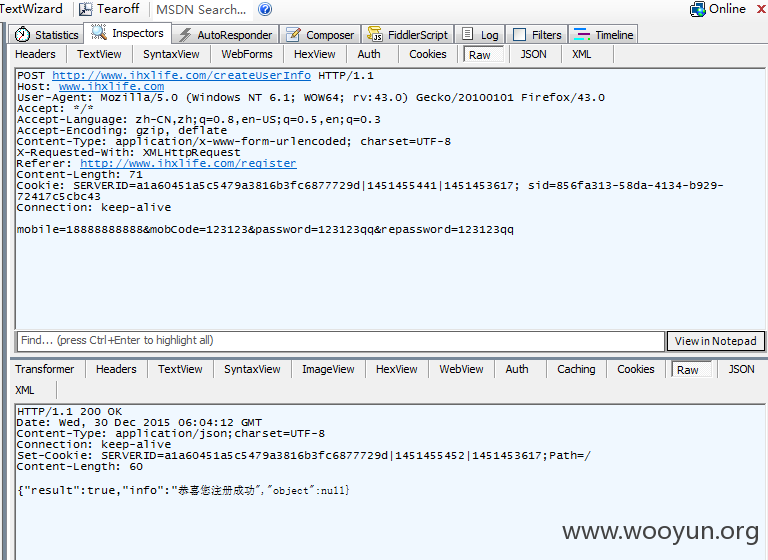 TextWizard Tearoff MSDN Search... Online
Statistics Inspectors AutoResponder Composer FiddlerScript Log Filters Timeline
Headers TextView SyntaxView WebForms HexView Auth Cookies Raw JSON XML
POST http://www.ihxlife.com/createUserInfo HTTP/1.1
Host: www.ihxlife.com
User-Agent: Mozilla/5.0 (Windows NT 6.1; WOW64; rv:43.0) Gecko/20100101 Firefox/43.0
Accept: */*
Accept-Language: zh-CN,zh;q=0.8,en-US;q=0.5,en;q=0.3
Accept-Encoding: gzip, deflate
Content-Type: application/x-www-form-urlencoded; charset=UTF-8
X-Requested-With: XMLHttpRequest
Referer: http://www.ihxlife.com/register
Content-Length: 71
Cookie: SERVERID=a1a60451a5c5479a3816b3fc6877729d|1451455441|1451453617; sid=856fa313-58da-4134-b929-
72417c5cbc43
Connection: keep-alive
mobile=18888888888&mobCode=123123&password=123123qq&repassword=123123qq
Find... (press Ctrl+Enter to highlight all) View in Notepad
Transformer Headers TextView SyntaxView ImageView HexView WebView Auth Caching Cookies Raw JSON
XML
HTTP/1.1 200 OK
Date: Wed, 30 Dec 2015 06:04:12 GMT
Content-Type: application/json;charset=UTF-8
Connection: keep-alive
Set-Cookie: SERVERID=a1a60451a5c5479a3816b3fc6877729d|1451455452|1451453617;Path=/
Content-Length: 60
{"result":true,"info":"恭喜您注册成功","object":null}
www.wooyun.org